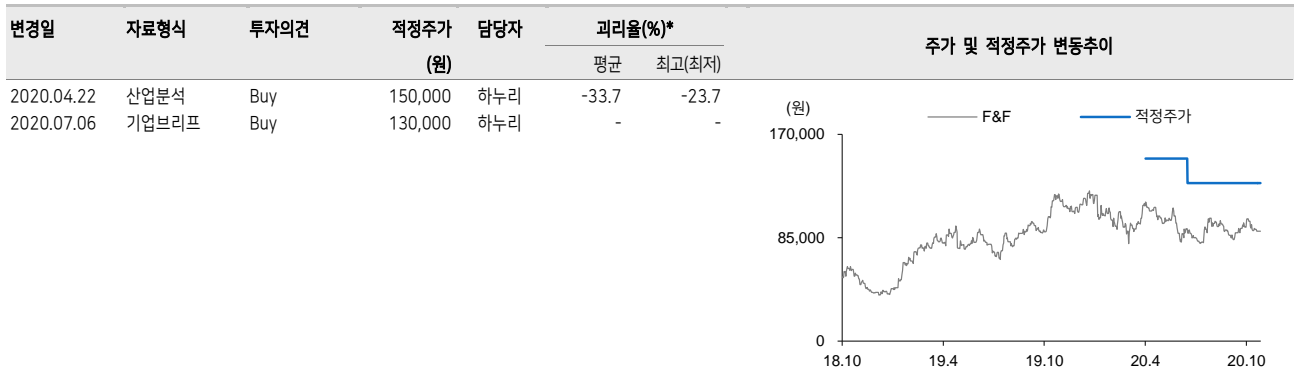 변경일 자료형식 투자의견 적정주가 담당자 괴리율(%)* 주가 및 적정주가 변동추이
(원) 평균 최고(최저)
2020.04.22 산업분석 Buy 150,000 하누리 -33.7 -23.7
2020.07.06 기업브리프 Buy 130,000 하누리 - -
(원)
F&F 적정주가
170,000
85,000
0
18.10 19.4 19.10 20.4 20.10